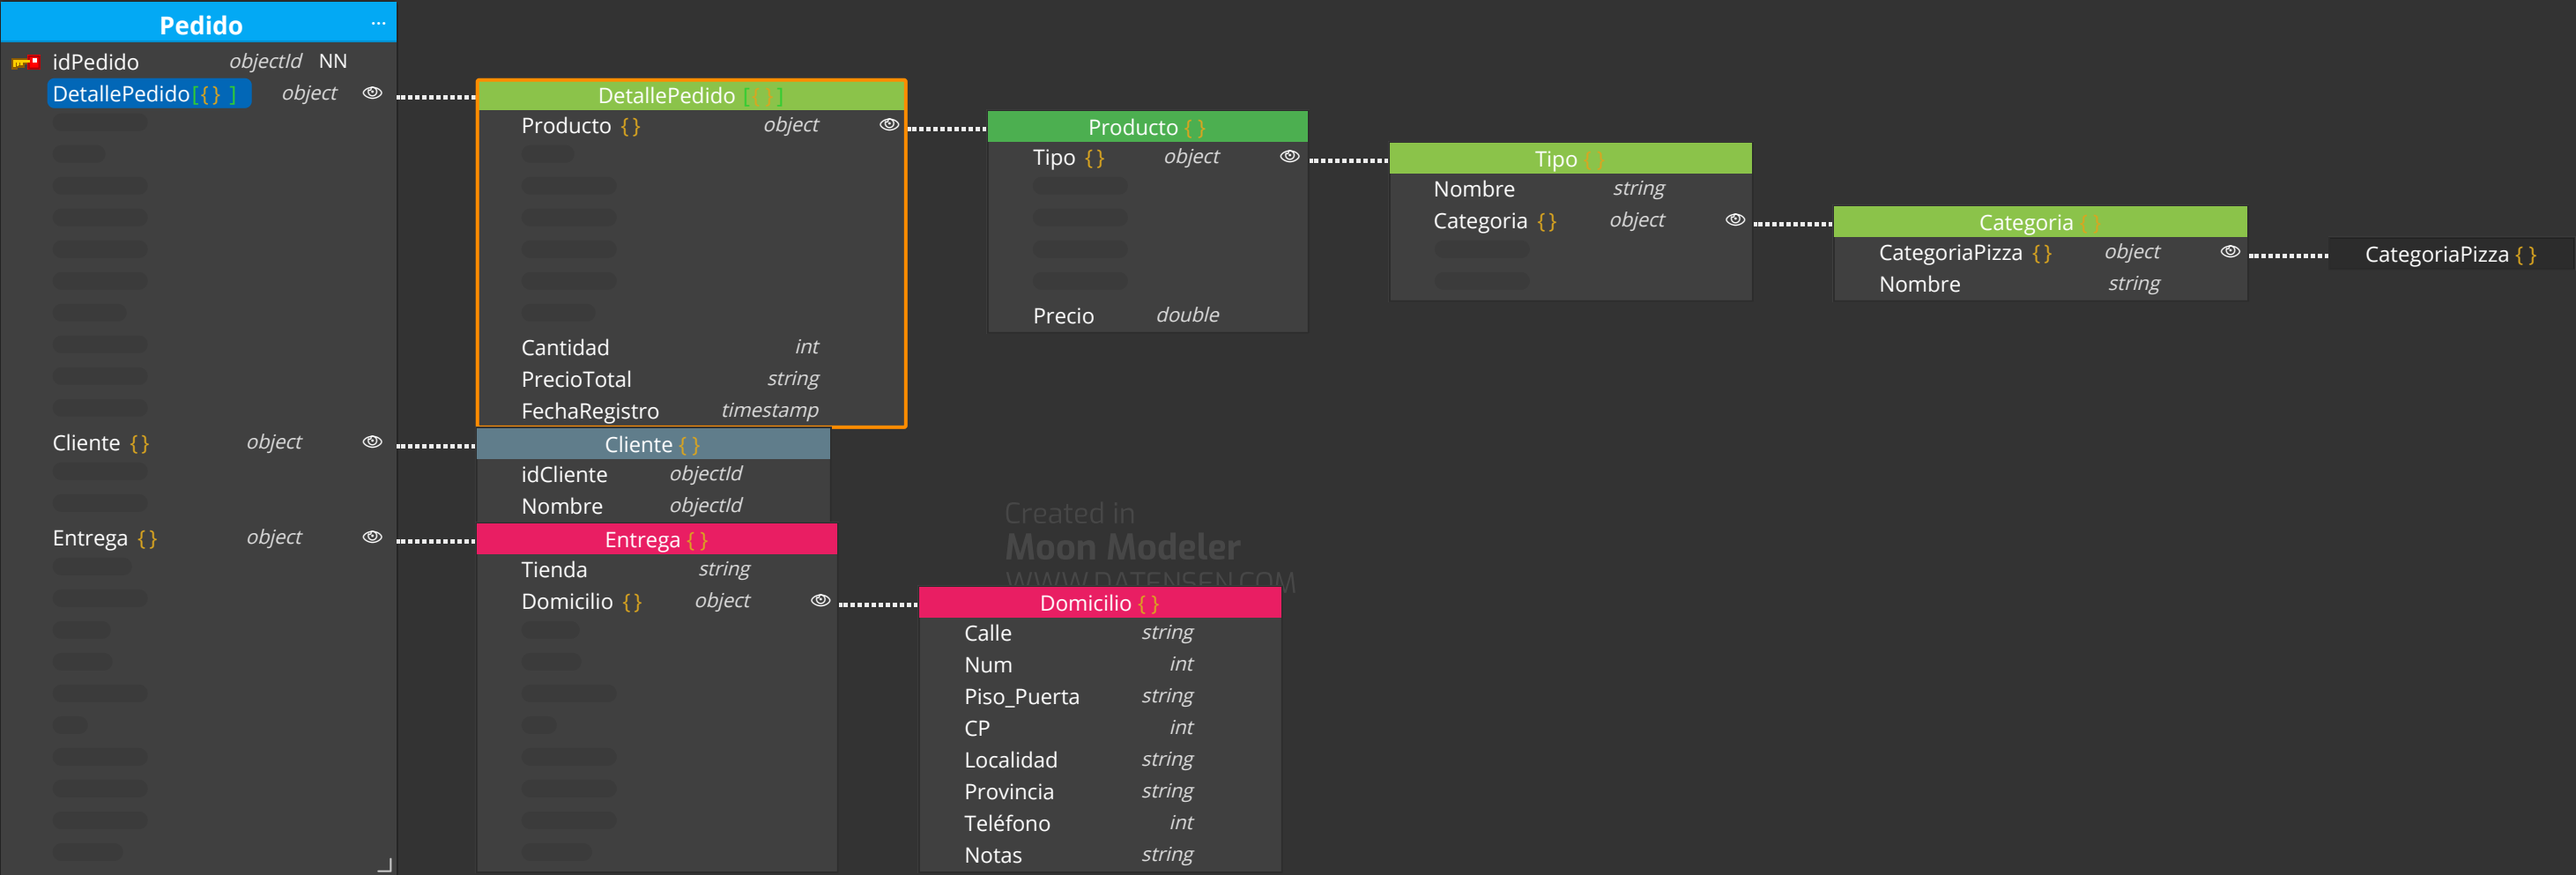 Pedido ...
idPedido objectId NN
DetallePedido[{} ] object
Cliente {} object
Entrega {} object
DetallePedido [{}]
Producto {} object
Cantidad int
PrecioTotal string
FechaRegistro timestamp
Producto {}
Tipo {} object
Precio double
Tipo {}
Nombre string
Categoria {} object
Categoria {}
CategoriaPizza {} object
Nombre string
CategoriaPizza {}
Cliente {}
idCliente objectId
Nombre objectId
Entrega {}
Tienda string
Domicilio {} object
Domicilio {}
Calle string
Num int
Piso_Puerta string
CP int
Localidad string
Provincia string
Teléfono int
Notas string
Created in
Moon Modeler
WWW.DATENSEN.COM